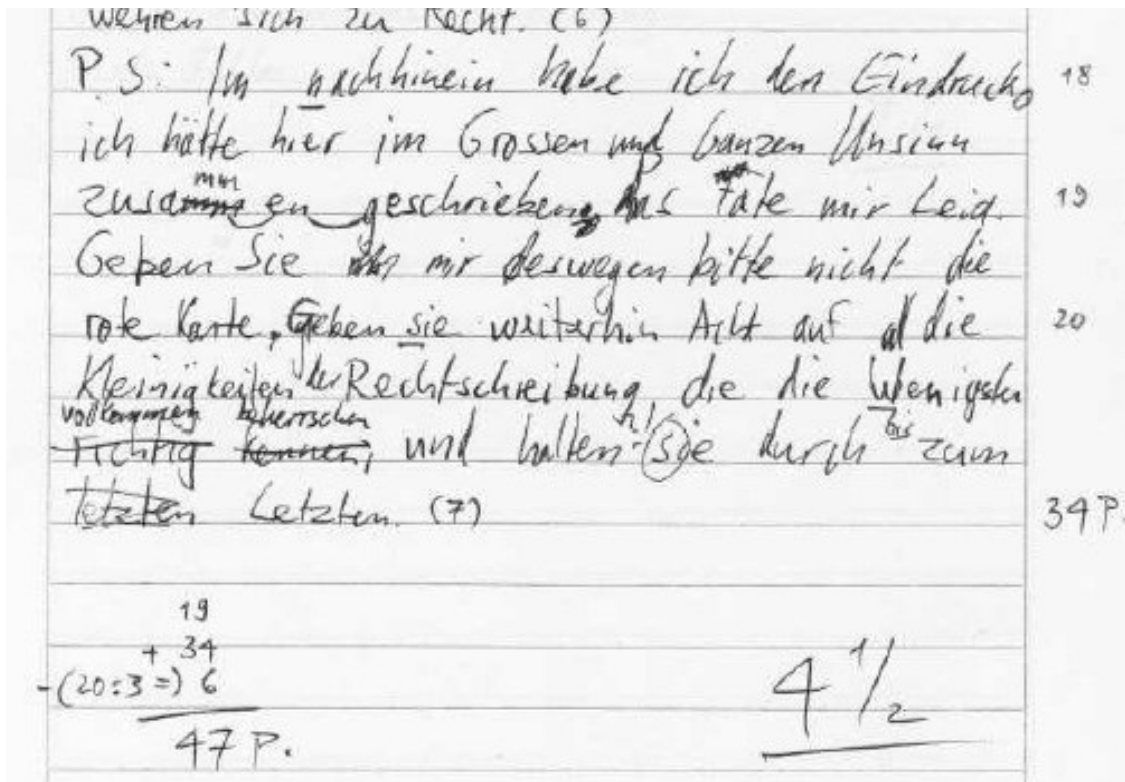 wehren sich zu Recht. (6)
P.S: Im nachhinein habe ich den Eindruck, 18
ich hätte hier im Grossen und Ganzen Unsinn
zusammen geschrieben, das täte mir Leid. 19
Geben Sie mir deswegen bitte nicht die
rote Karte, Geben sie weiterhin Acht auf all die 20
Kleinigkeiten der Rechtschreibung, die die Wenigsten
vollkommen beherrschen
richtig kennen, und halten sie durch bis zum
letzten Letzten. (7) 34 P.
19
+ 34
-(20:3=) 6
47 P.
4 1/2